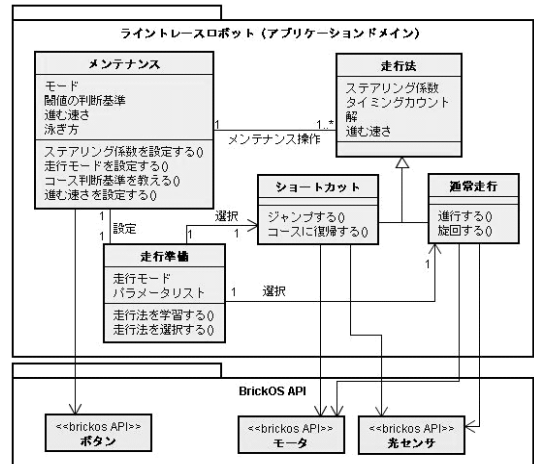 ライントレースロボット（アプリケーションドメイン）
メンテナンス
モード
閾値の判断基準
進む速さ
泳ぎ方
ステアリング係数を設定する()
走行モードを設定する()
コース判断基準を教える()
進む速さを設定する()
走行法
ステアリング係数
タイミングカウント
解
進む速さ
1
1..*
メンテナンス操作
ショートカット
ジャンプする()
コースに復帰する()
通常走行
進行する()
旋回する()
1
設定
1
1
選択
1
走行準備
走行モード
パラメータリスト
走行法を学習する()
走行法を選択する()
1
選択
1
BrickOS API
<<brickos API>>
ボタン
<<brickos API>>
モータ
<<brickos API>>
光センサ